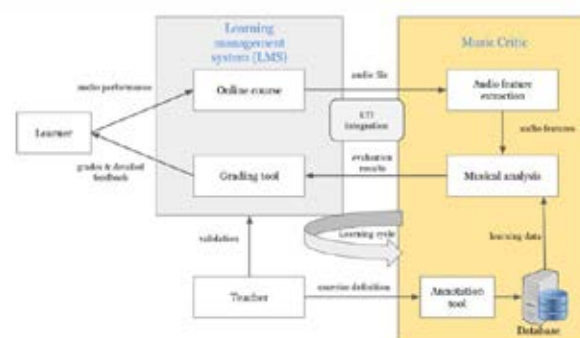 Learning
management
system (LMS)
Music Critic
audio performance
Online course
audio file
Audio feature
extraction
LTI
integration
Learner
audio features
grades & detailed
feedback
Grading tool
evaluation
results
Musical analysis
validation
Learning cycle
learning data
Teacher
exercise definition
Annotation
tool
Database